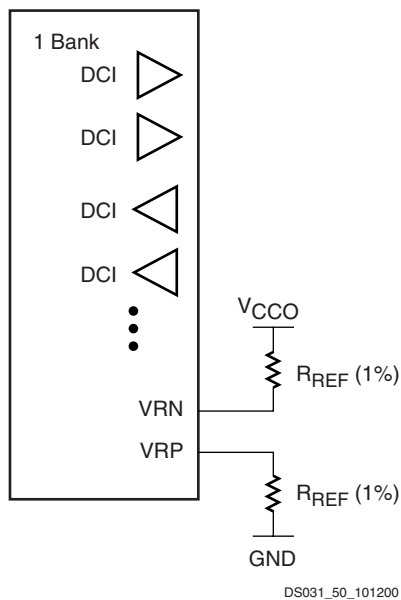 1 Bank
DCI
DCI
DCI
DCI
VCCO
RREF (1%)
VRN
VRP
RREF (1%)
GND
DS031_50_101200